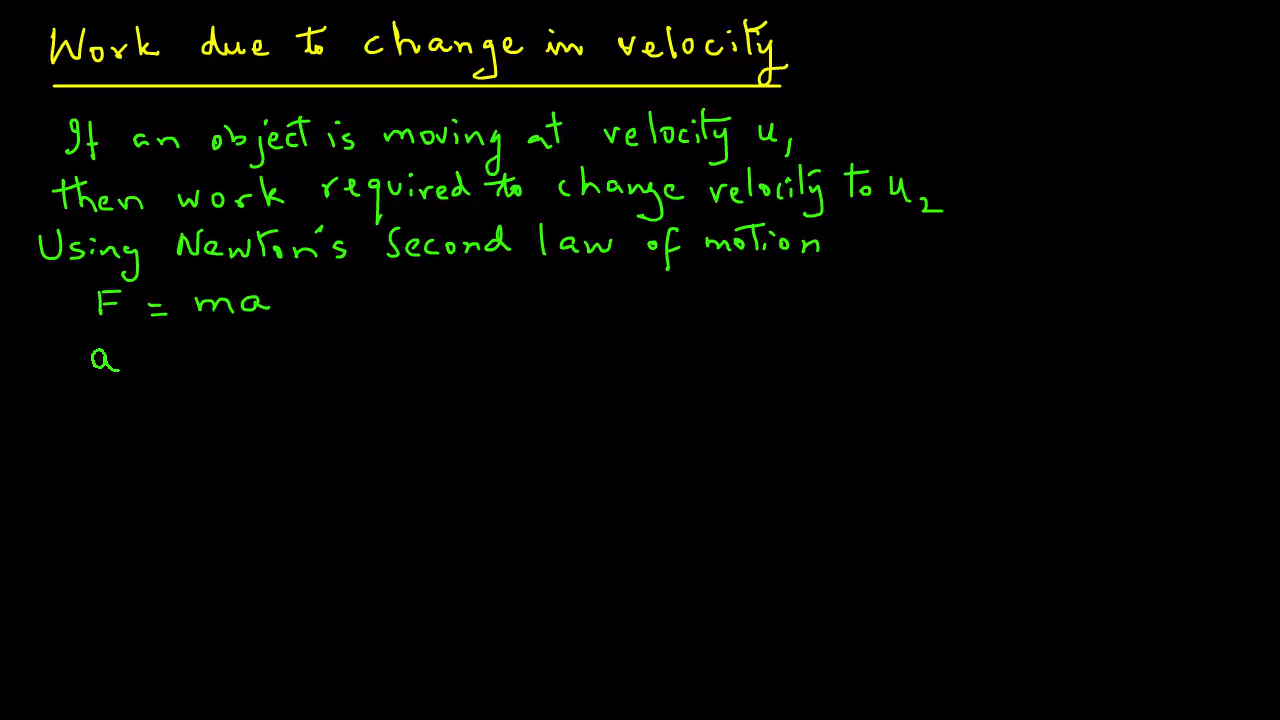 Work due to change in velocity
If an object is moving at velocity u₁
then work required to change velocity to u₂
Using Newton's Second law of motion
F = ma
a